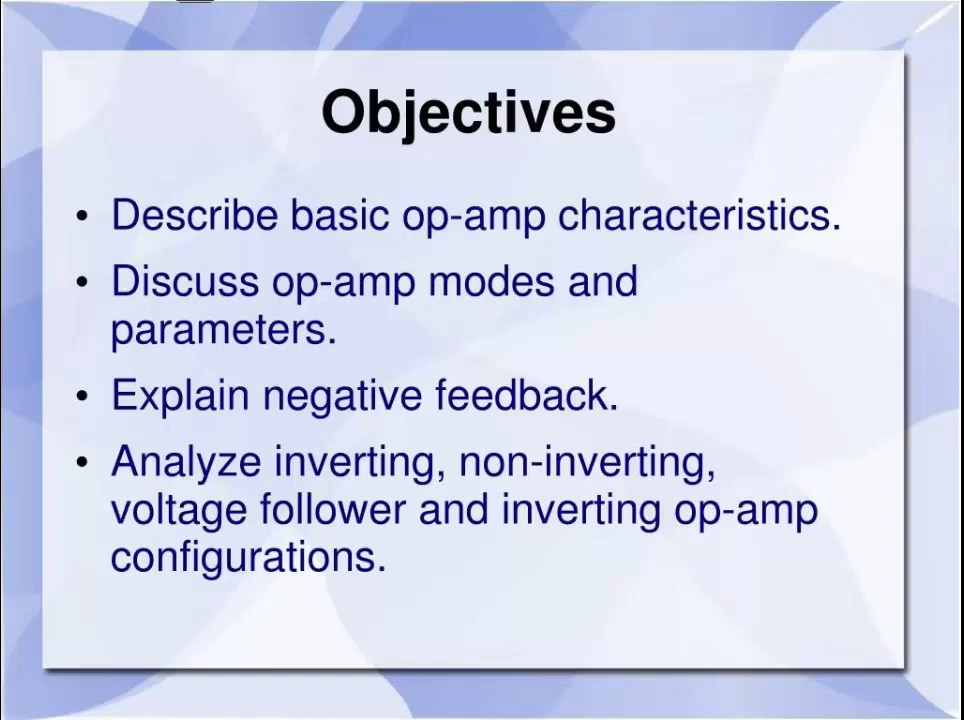 Objectives
• Describe basic op-amp characteristics.
• Discuss op-amp modes and
parameters.
• Explain negative feedback.
• Analyze inverting, non-inverting,
voltage follower and inverting op-amp
configurations.